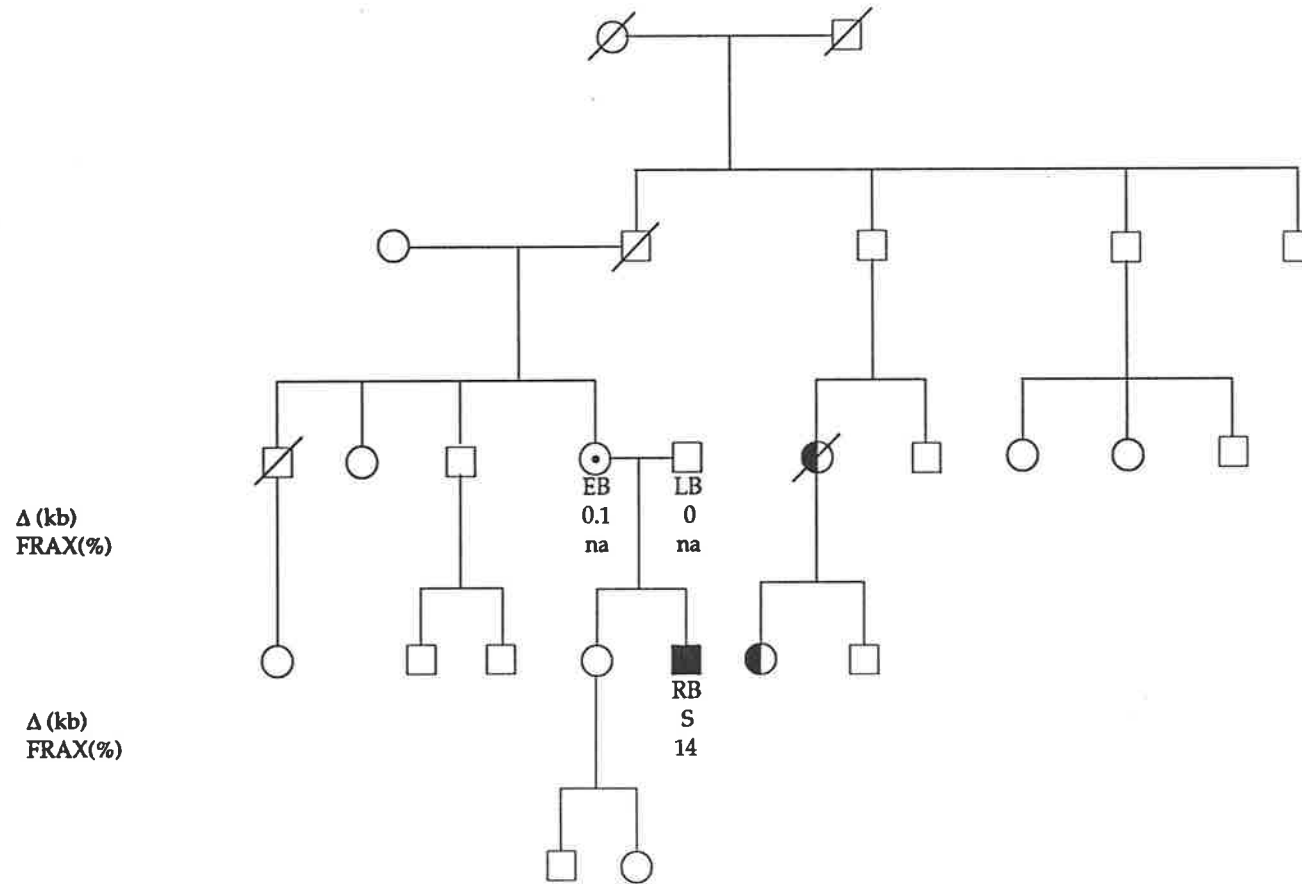 EB LB
Δ (kb) 0.1 0
FRAX(%) na na
RB
Δ (kb) S
FRAX(%) 14